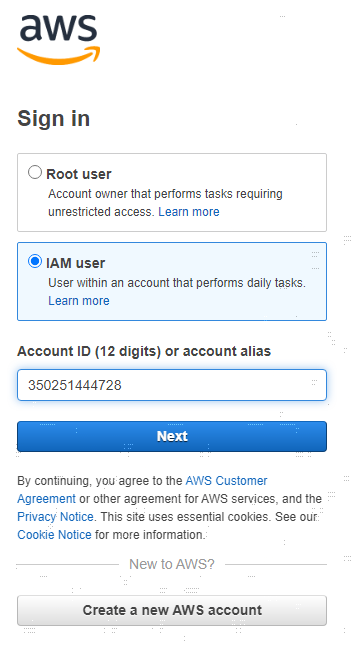 aws
Sign in
Root user
Account owner that performs tasks requiring
unrestricted access. Learn more
IAM user
User within an account that performs daily tasks.
Learn more
Account ID (12 digits) or account alias
350251444728
Next
By continuing, you agree to the AWS Customer
Agreement or other agreement for AWS services, and the
Privacy Notice. This site uses essential cookies. See our
Cookie Notice for more information.
New to AWS?
Create a new AWS account